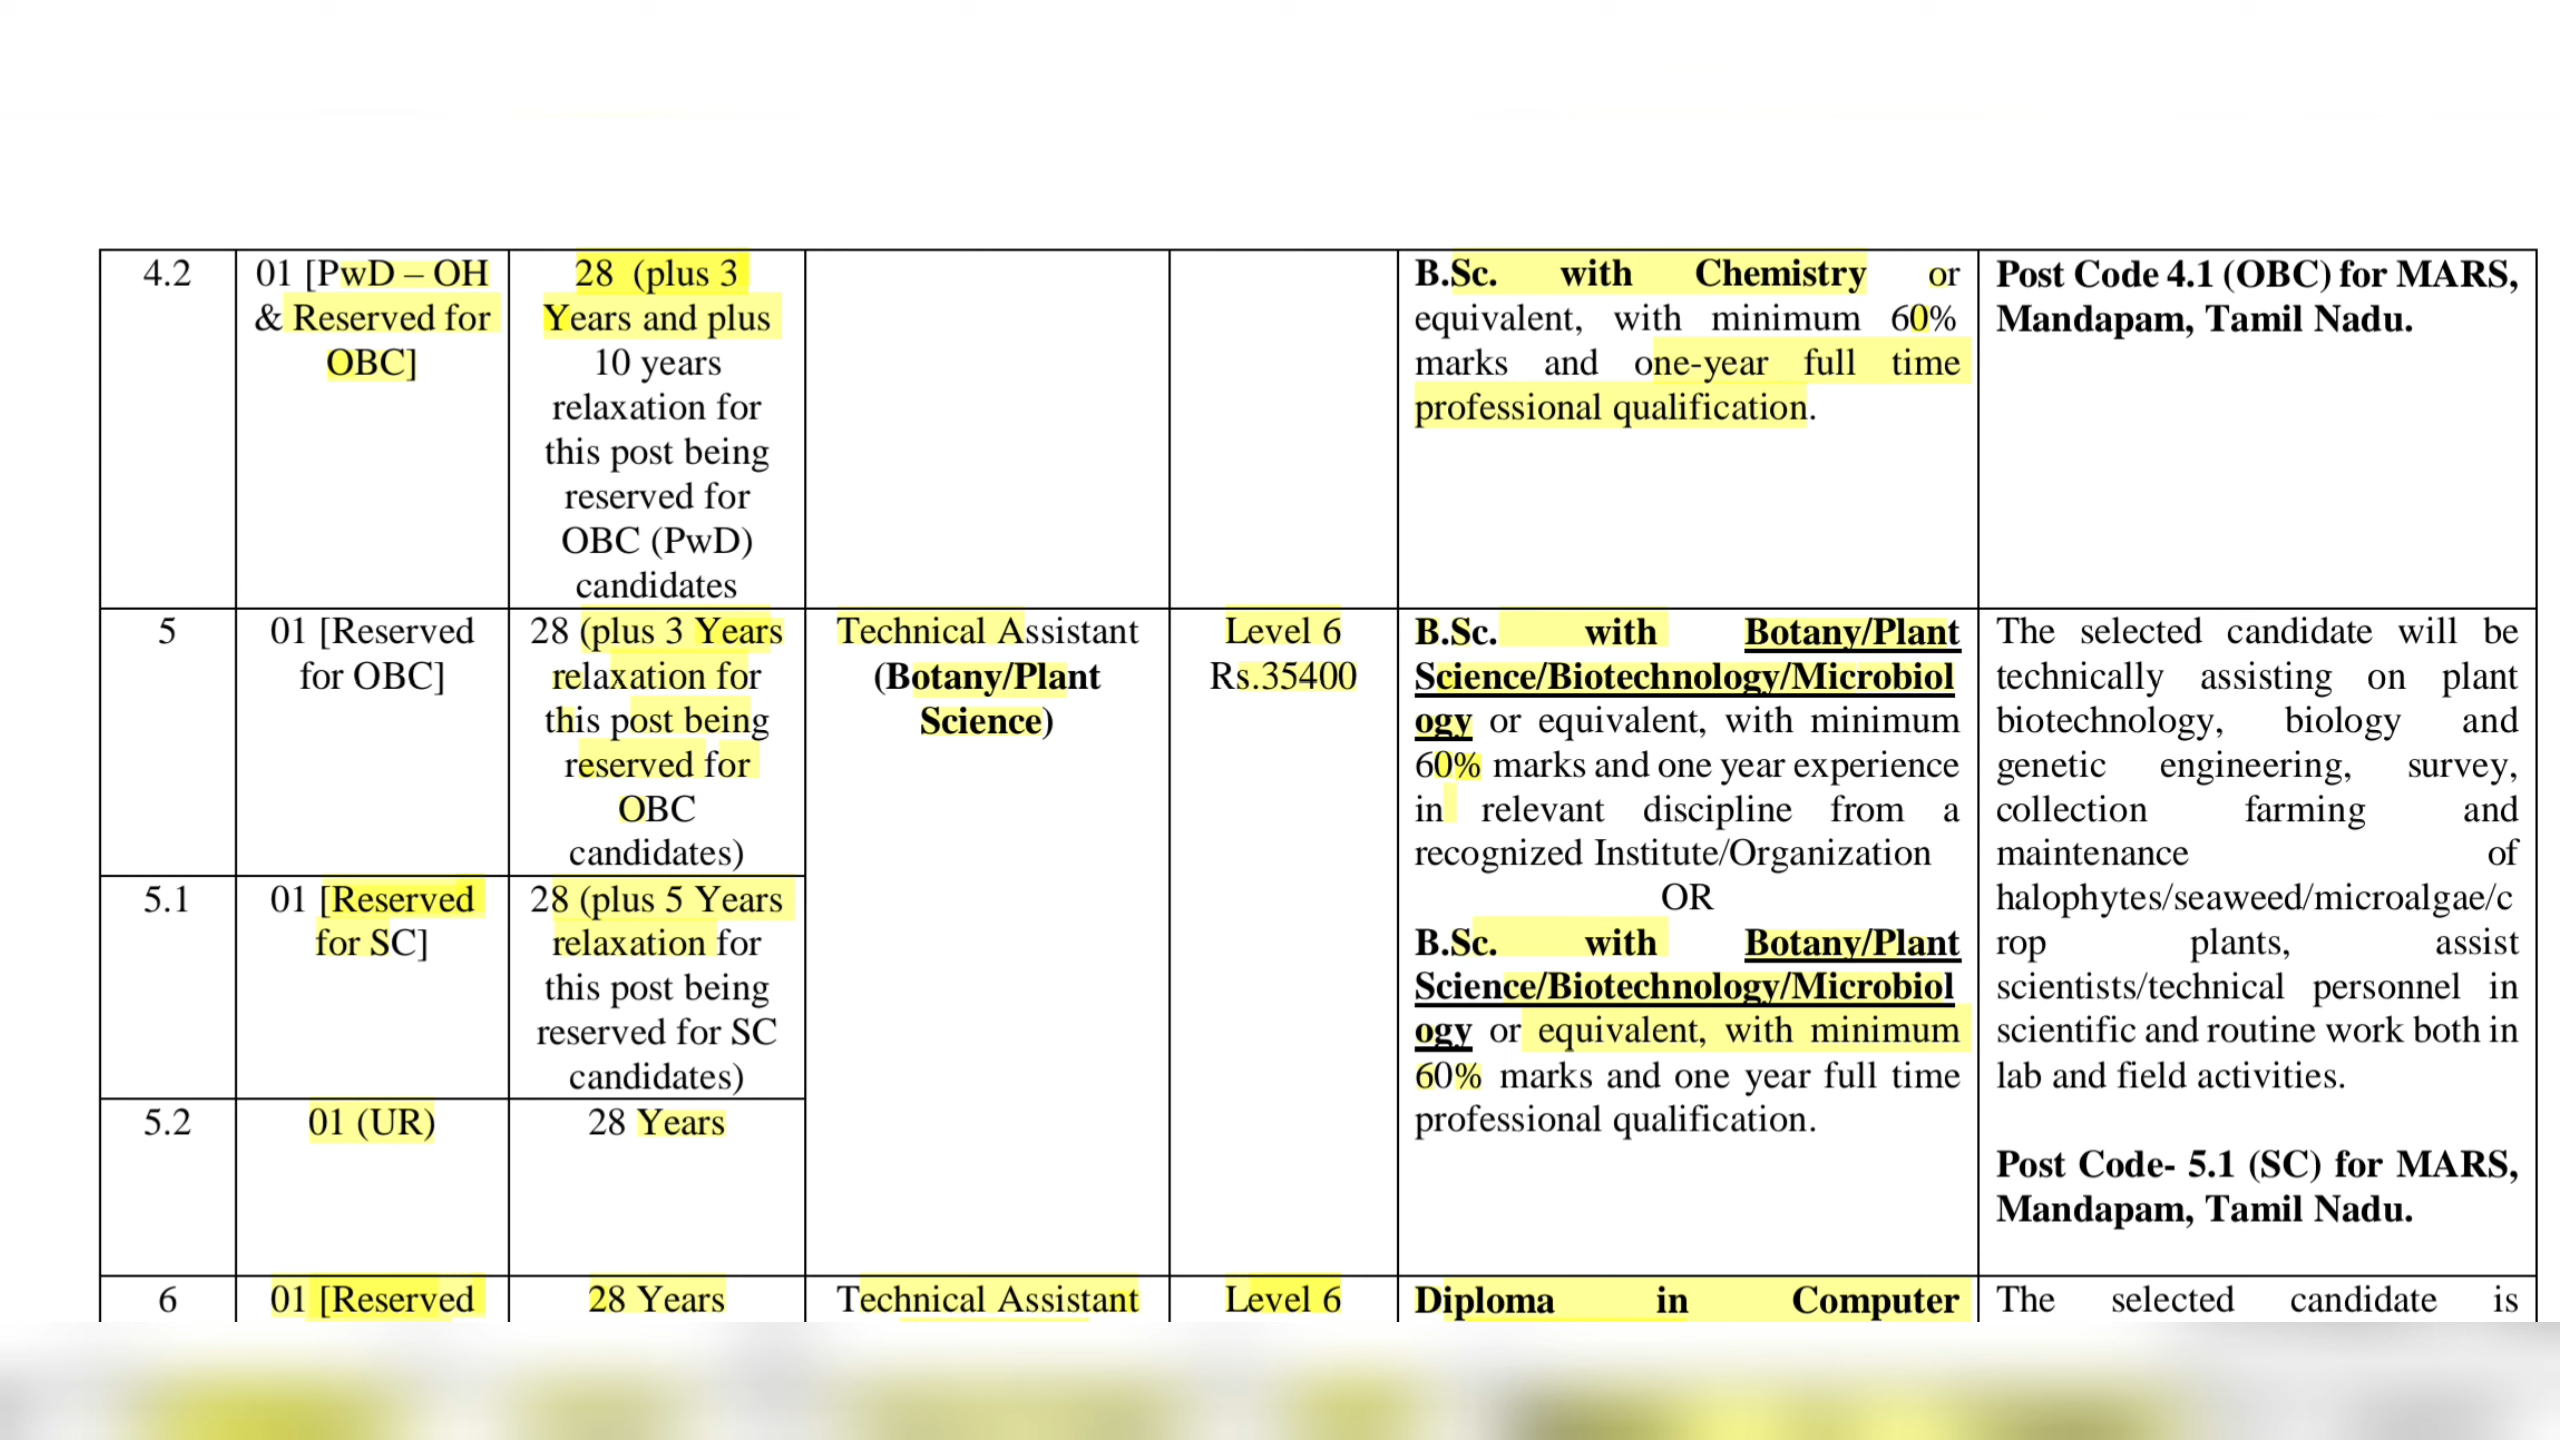 4.2
01 [PwD – OH
& Reserved for
OBC]
28 (plus 3
Years and plus
10 years
relaxation for
this post being
reserved for
OBC (PwD)
candidates
B.Sc. with Chemistry or
equivalent, with minimum 60%
marks and one-year full time
professional qualification.
Post Code 4.1 (OBC) for MARS,
Mandapam, Tamil Nadu.
5
01 [Reserved
for OBC]
28 (plus 3 Years
relaxation for
this post being
reserved for
OBC
candidates)
Technical Assistant
(Botany/Plant
Science)
Level 6
Rs.35400
B.Sc. with Botany/Plant
Science/Biotechnology/Microbiol
ogy or equivalent, with minimum
60% marks and one year experience
in relevant discipline from a
recognized Institute/Organization
OR
B.Sc. with Botany/Plant
Science/Biotechnology/Microbiol
ogy or equivalent, with minimum
60% marks and one year full time
professional qualification.
The selected candidate will be
technically assisting on plant
biotechnology, biology and
genetic engineering, survey,
collection farming and
maintenance of
halophytes/seaweed/microalgae/c
rop plants, assist
scientists/technical personnel in
scientific and routine work both in
lab and field activities.
Post Code- 5.1 (SC) for MARS,
Mandapam, Tamil Nadu.
5.1
01 [Reserved
for SC]
28 (plus 5 Years
relaxation for
this post being
reserved for SC
candidates)
5.2
01 (UR)
28 Years
6
01 [Reserved
28 Years
Technical Assistant
Level 6
Diploma in Computer
The selected candidate is